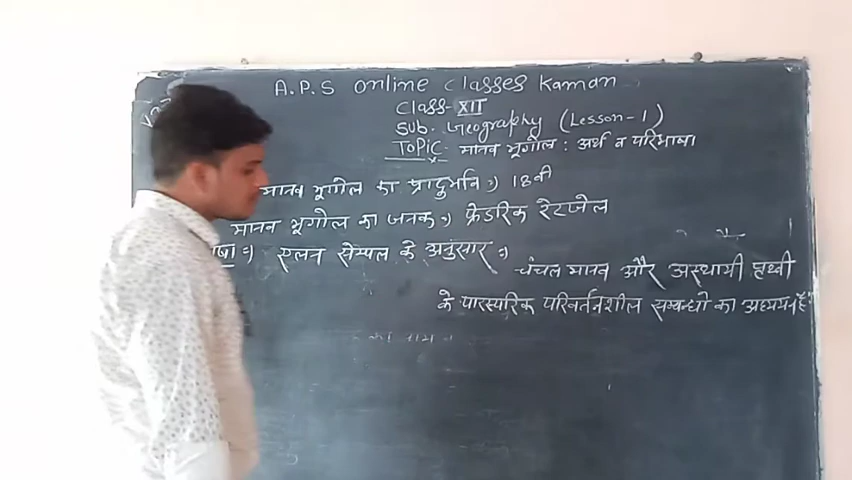 A.P.S Online Classes Kaman
Class- XII
Sub. Geography (Lesson-1)
Topic- मानव भूगोल : अर्थ व परिभाषा
मानव भूगोल का प्रादुर्भाव :) 18वी
मानव भूगोल का जनक :) फ्रेडरिक रेटजेल
षा :) एलन सेम्पल के अनुसार :)
चंचल मानव और अस्थायी पृथ्वी
के पारस्परिक परिवर्तनशील सम्बन्धों का अध्ययन है"